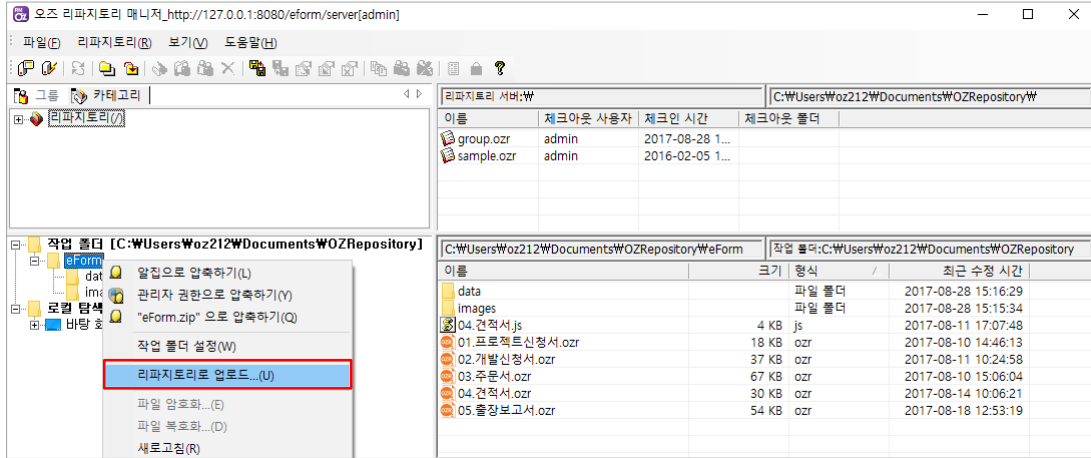 오즈 리파지토리 매니저_http://127.0.0.1:8080/eform/server[admin]
파일(F) 리파지토리(R) 보기(V) 도움말(H)
그룹 카테고리
리파지토리(/)
리파지토리 서버:₩ C:₩Users₩oz212₩Documents₩OZRepository₩
이름 체크아웃 사용자 체크인 시간 체크아웃 폴더
group.ozr admin 2017-08-28 1...
sample.ozr admin 2016-02-05 1...
작업 폴더 [C:₩Users₩oz212₩Documents₩OZRepository]
eForm
로컬 탐색
바탕 화
알집으로 압축하기(L)
관리자 권한으로 압축하기(Y)
"eForm.zip" 으로 압축하기(Q)
작업 폴더 설정(W)
리파지토리로 업로드...(U)
파일 암호화...(E)
파일 복호화...(D)
새로고침(R)
C:₩Users₩oz212₩Documents₩OZRepository₩eForm 작업 폴더:C:₩Users₩oz212₩Documents₩OZRepository
이름 크기 형식 최근 수정 시간
data 파일 폴더 2017-08-28 15:16:29
images 파일 폴더 2017-08-28 15:15:34
04.견적서.js 4 KB js 2017-08-11 17:07:48
01.프로젝트신청서.ozr 18 KB ozr 2017-08-10 14:46:13
02.개발신청서.ozr 37 KB ozr 2017-08-11 10:24:58
03.주문서.ozr 67 KB ozr 2017-08-10 15:06:04
04.견적서.ozr 30 KB ozr 2017-08-14 10:06:21
05.출장보고서.ozr 54 KB ozr 2017-08-18 12:53:19